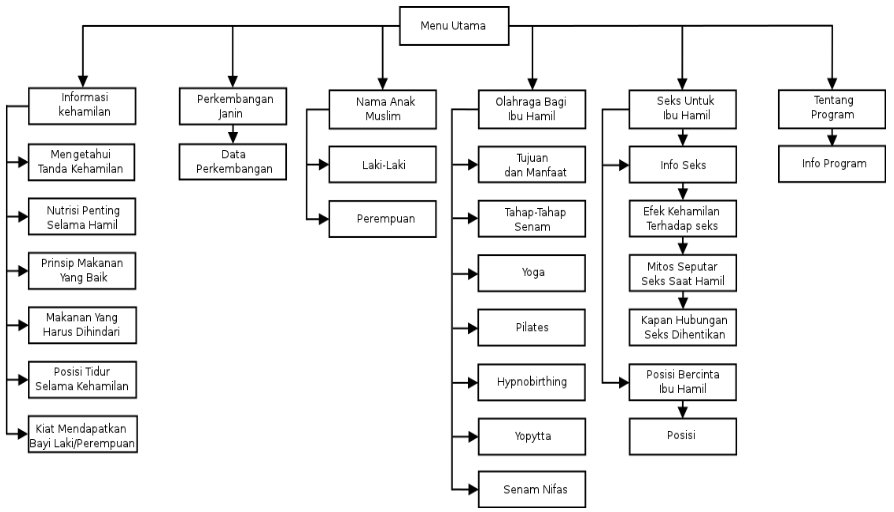 Menu Utama
Informasi
kehamilan
Mengetahui
Tanda Kehamilan
Nutrisi Penting
Selama Hamil
Prinsip Makanan
Yang Baik
Makanan Yang
Harus Dihindari
Posisi Tidur
Selama Kehamilan
Kiat Mendapatkan
Bayi Laki/Perempuan
Perkembangan
Janin
Data
Perkembangan
Nama Anak
Muslim
Laki-Laki
Perempuan
Olahraga Bagi
Ibu Hamil
Tujuan
dan Manfaat
Tahap-Tahap
Senam
Yoga
Pilates
Hypnobirthing
Yopytta
Senam Nifas
Seks Untuk
Ibu Hamil
Info Seks
Efek Kehamilan
Terhadap seks
Mitos Seputar
Seks Saat Hamil
Kapan Hubungan
Seks Dihentikan
Posisi Bercinta
Ibu Hamil
Posisi
Tentang
Program
Info Program